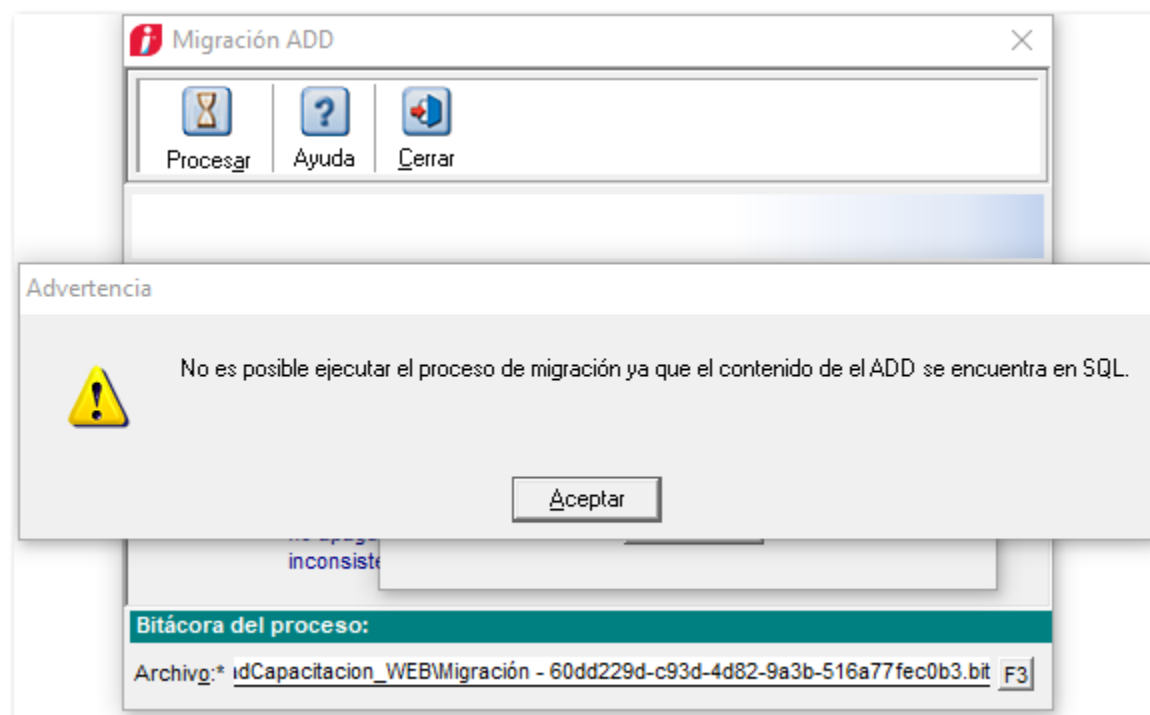 Migración ADD
Procesar Ayuda Cerrar
Advertencia
No es posible ejecutar el proceso de migración ya que el contenido de el ADD se encuentra en SQL.
Aceptar
inconsiste
Bitácora del proceso:
Archivo:* idCapacitacion_WEB\Migración - 60dd229d-c93d-4d82-9a3b-516a77fec0b3.bit F3